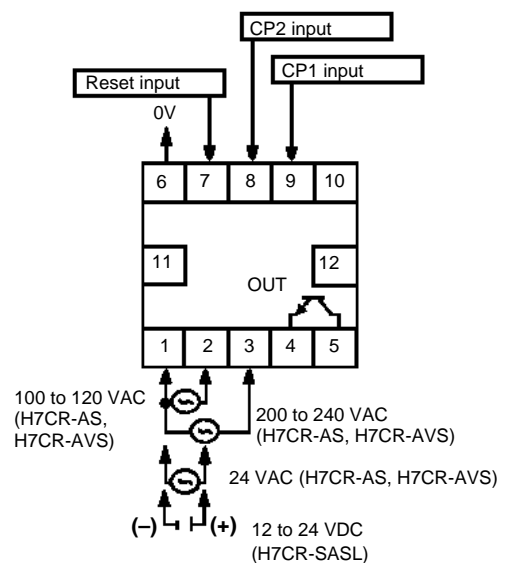 CP2 input
CP1 input
Reset input
0V
6 7 8 9 10
11 12
OUT
1 2 3 4 5
100 to 120 VAC
(H7CR-AS,
H7CR-AVS)
200 to 240 VAC
(H7CR-AS, H7CR-AVS)
24 VAC (H7CR-AS, H7CR-AVS)
(–) (+) 12 to 24 VDC
(H7CR-SASL)